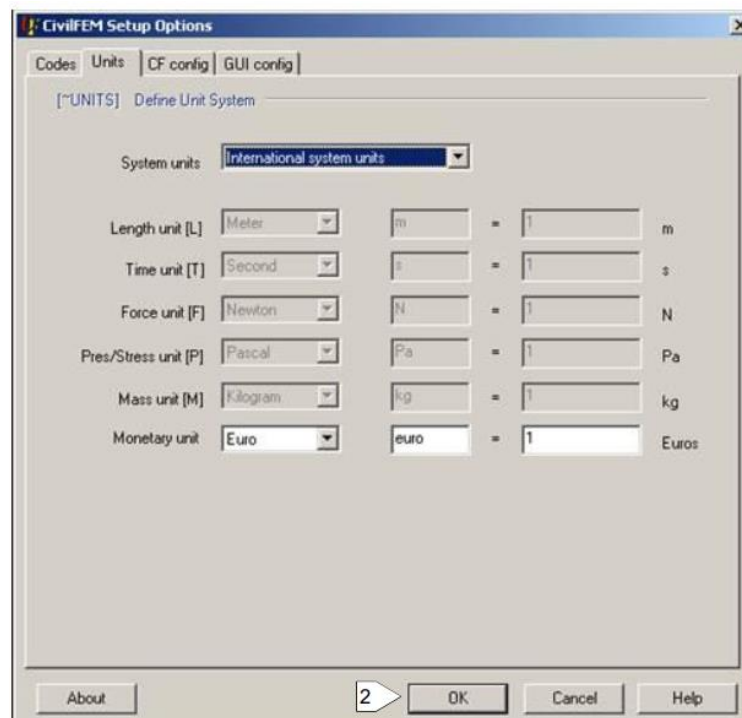 CivilFEM Setup Options
Codes Units CF config GUI config
[~UNITS] Define Unit System
System units International system units
Length unit [L] Meter m = 1 m
Time unit [T] Second s = 1 s
Force unit [F] Newton N = 1 N
Pres/Stress unit [P] Pascal Pa = 1 Pa
Mass unit [M] Kilogram kg = 1 kg
Monetary unit Euro euro = 1 Euros
About 2 OK Cancel Help